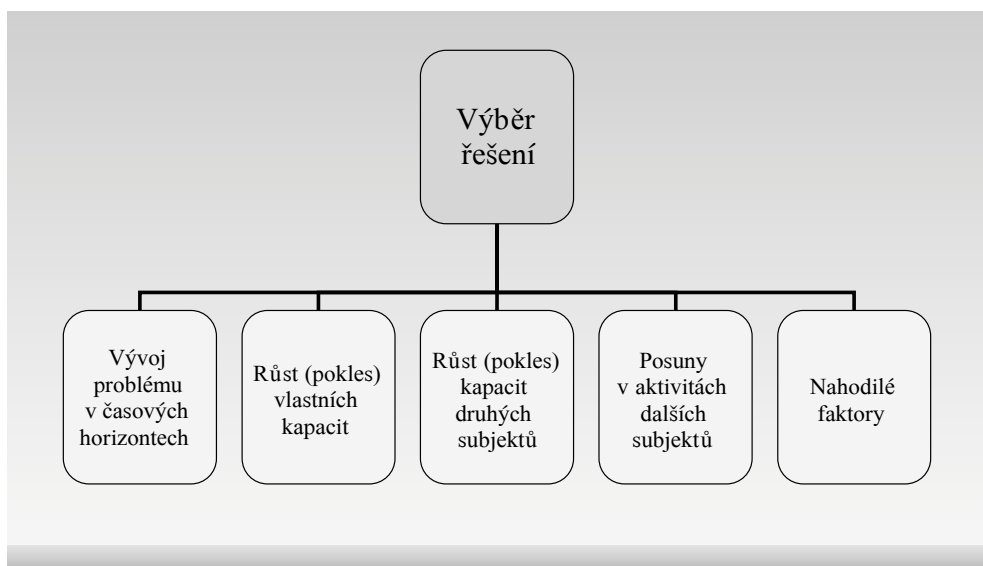 Výběr
řešení
Vývoj
problému
v časových
horizontech
Růst (pokles)
vlastních
kapacit
Růst (pokles)
kapacit
druhých
subjektů
Posuny
v aktivitách
dalších
subjektů
Nahodilé
faktory